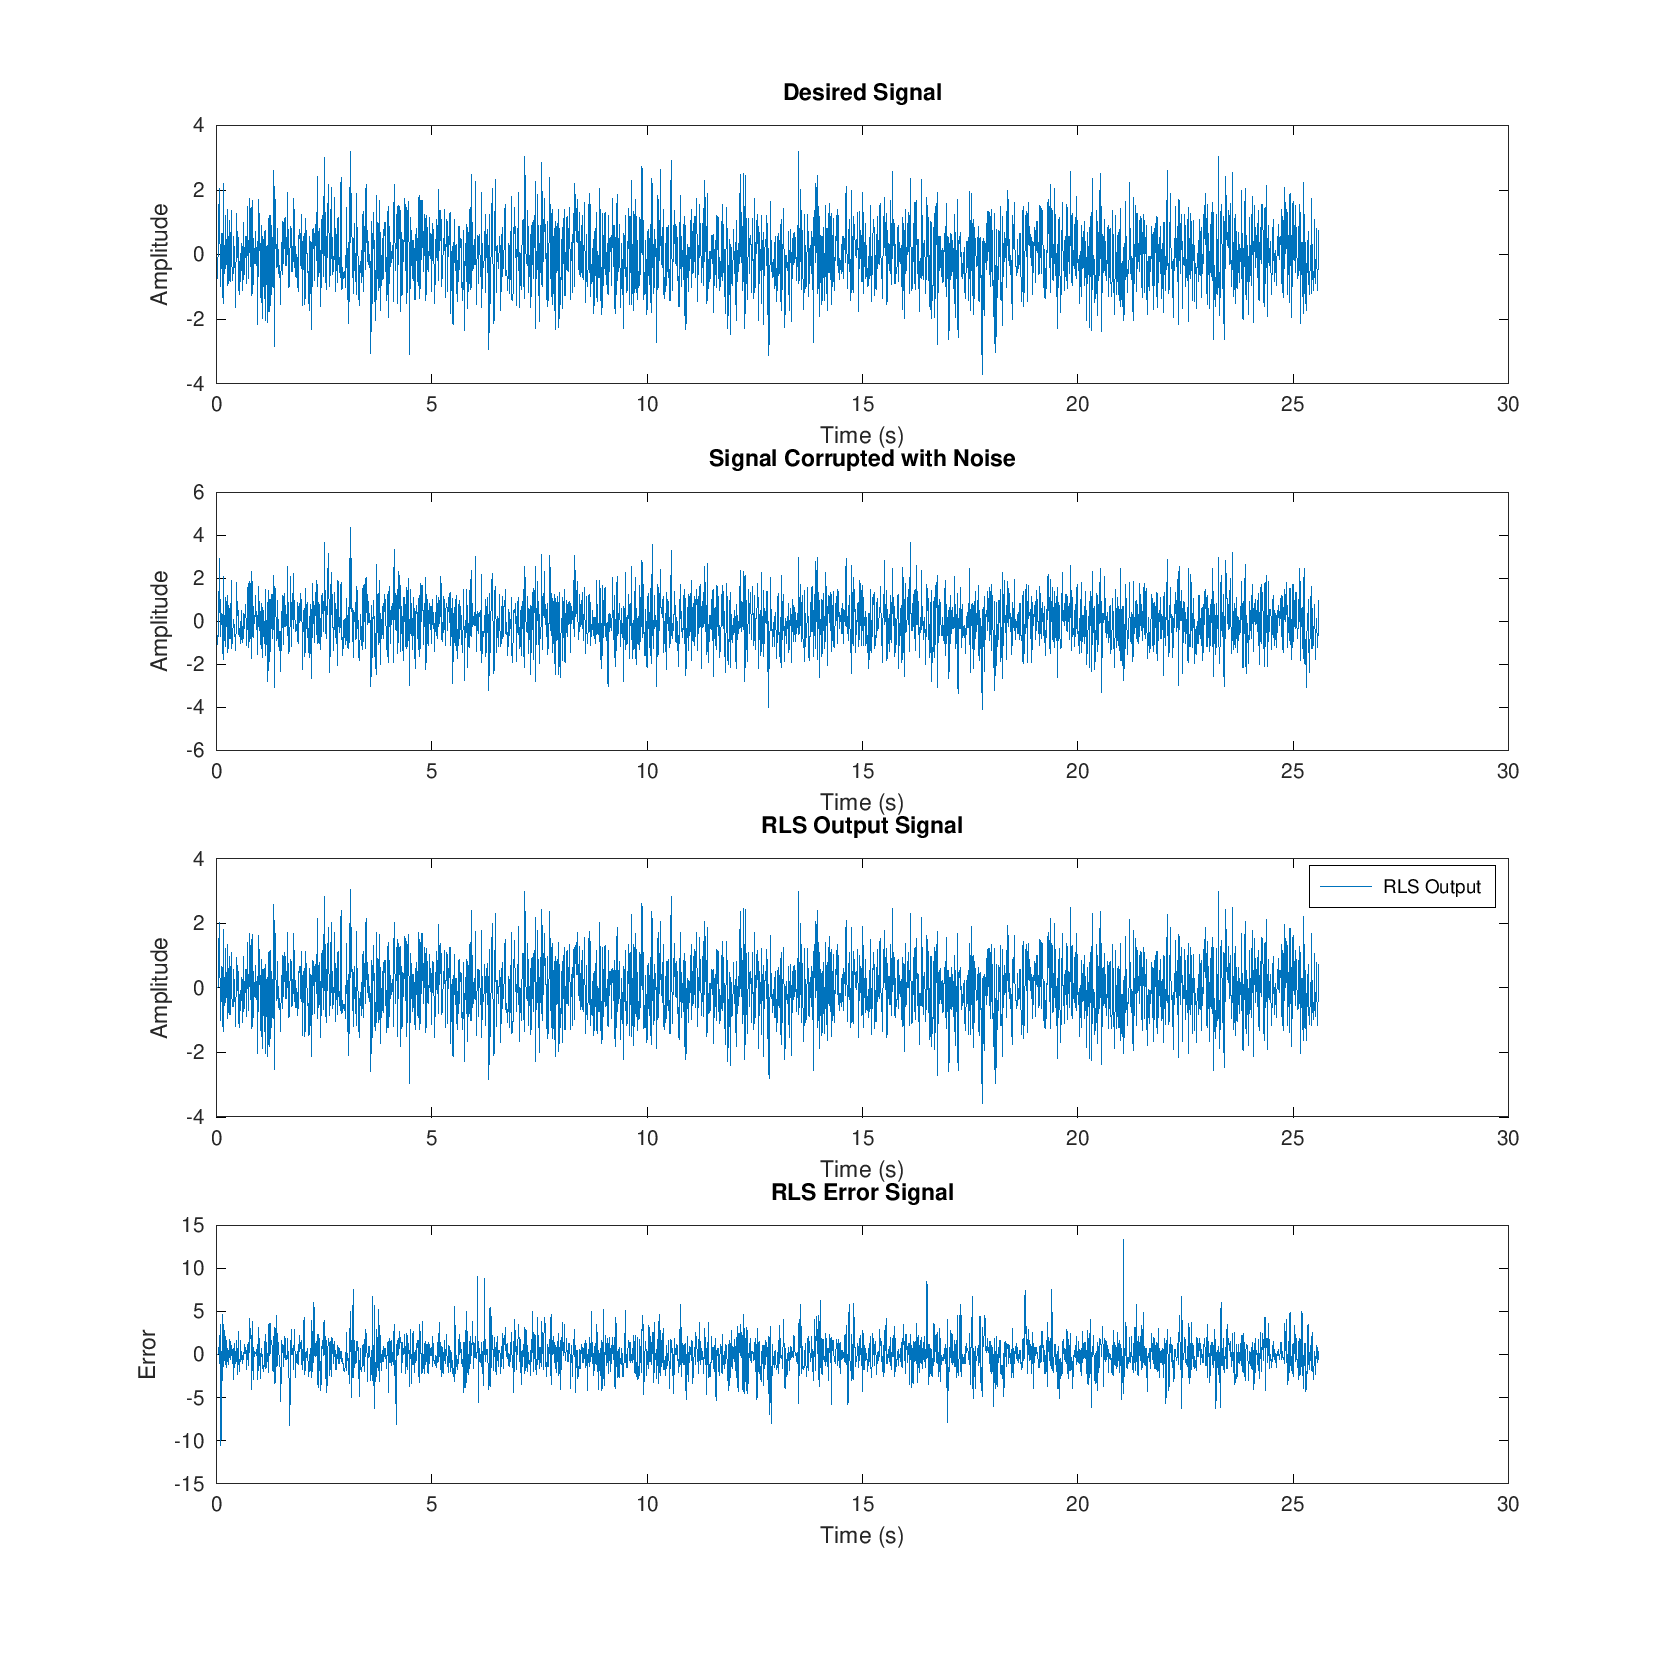 Desired Signal
4
2
0
-2
-4
Amplitude
0 5 10 15 20 25 30
Time (s)
Signal Corrupted with Noise
6
4
2
0
-2
-4
-6
Amplitude
0 5 10 15 20 25 30
Time (s)
RLS Output Signal
4
2
0
-2
-4
Amplitude
RLS Output
0 5 10 15 20 25 30
Time (s)
RLS Error Signal
15
10
5
0
-5
-10
-15
Error
0 5 10 15 20 25 30
Time (s)